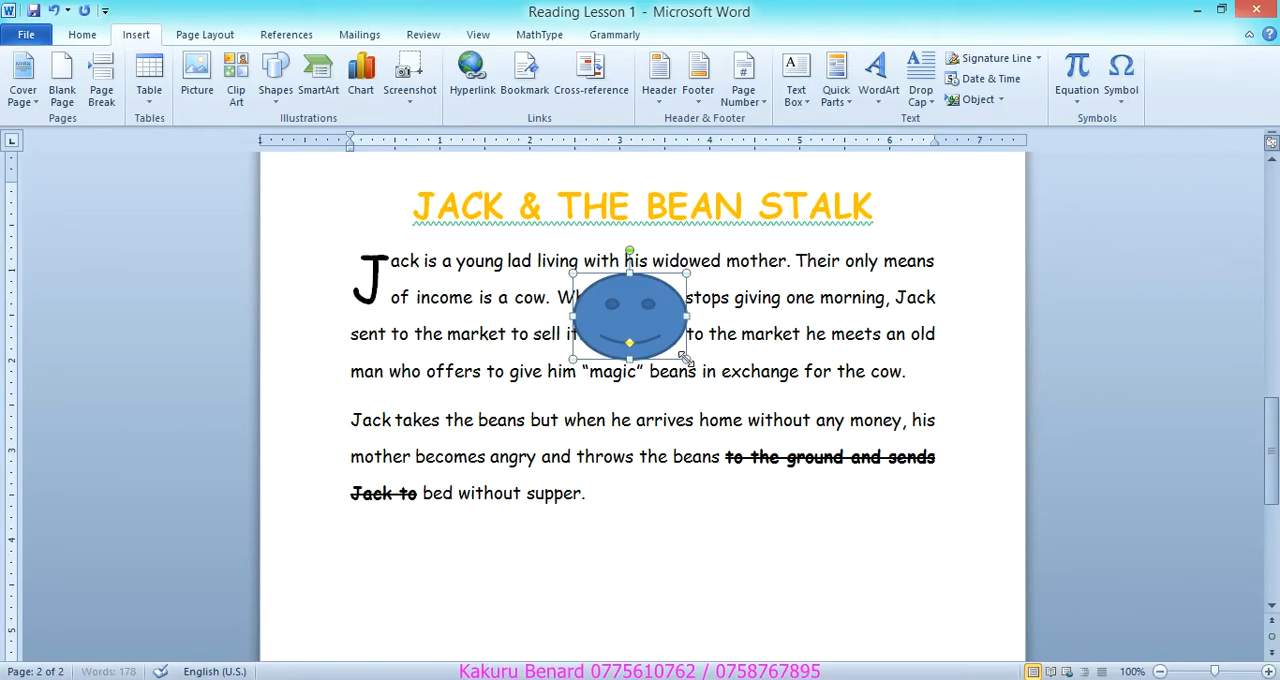 Reading Lesson 1 - Microsoft Word
File Home Insert Page Layout References Mailings Review View MathType Grammarly
Cover Page
Blank Page
Page Break
Table
Picture
Clip Art
Shapes
SmartArt
Chart
Screenshot
Hyperlink
Bookmark
Cross-reference
Header
Footer
Page Number
Text Box
Quick Parts
WordArt
Drop Cap
Signature Line
Date & Time
Object
Equation
Symbol
Pages Tables Illustrations Links Header & Footer Text Symbols
1 1 2 3 4 5 6 7
JACK & THE BEAN STALK
Jack is a young lad living with his widowed mother. Their only means
of income is a cow. stops giving one morning, Jack
sent to the market to sell to the market he meets an old
man who offers to give him “magic” beans in exchange for the cow.
Jack takes the beans but when he arrives home without any money, his
mother becomes angry and throws the beans to the ground and sends
Jack to bed without supper.
Page: 2 of 2 Words: 178 English (U.S.) Kakuru Benard 0775610762 / 0758767895 100%